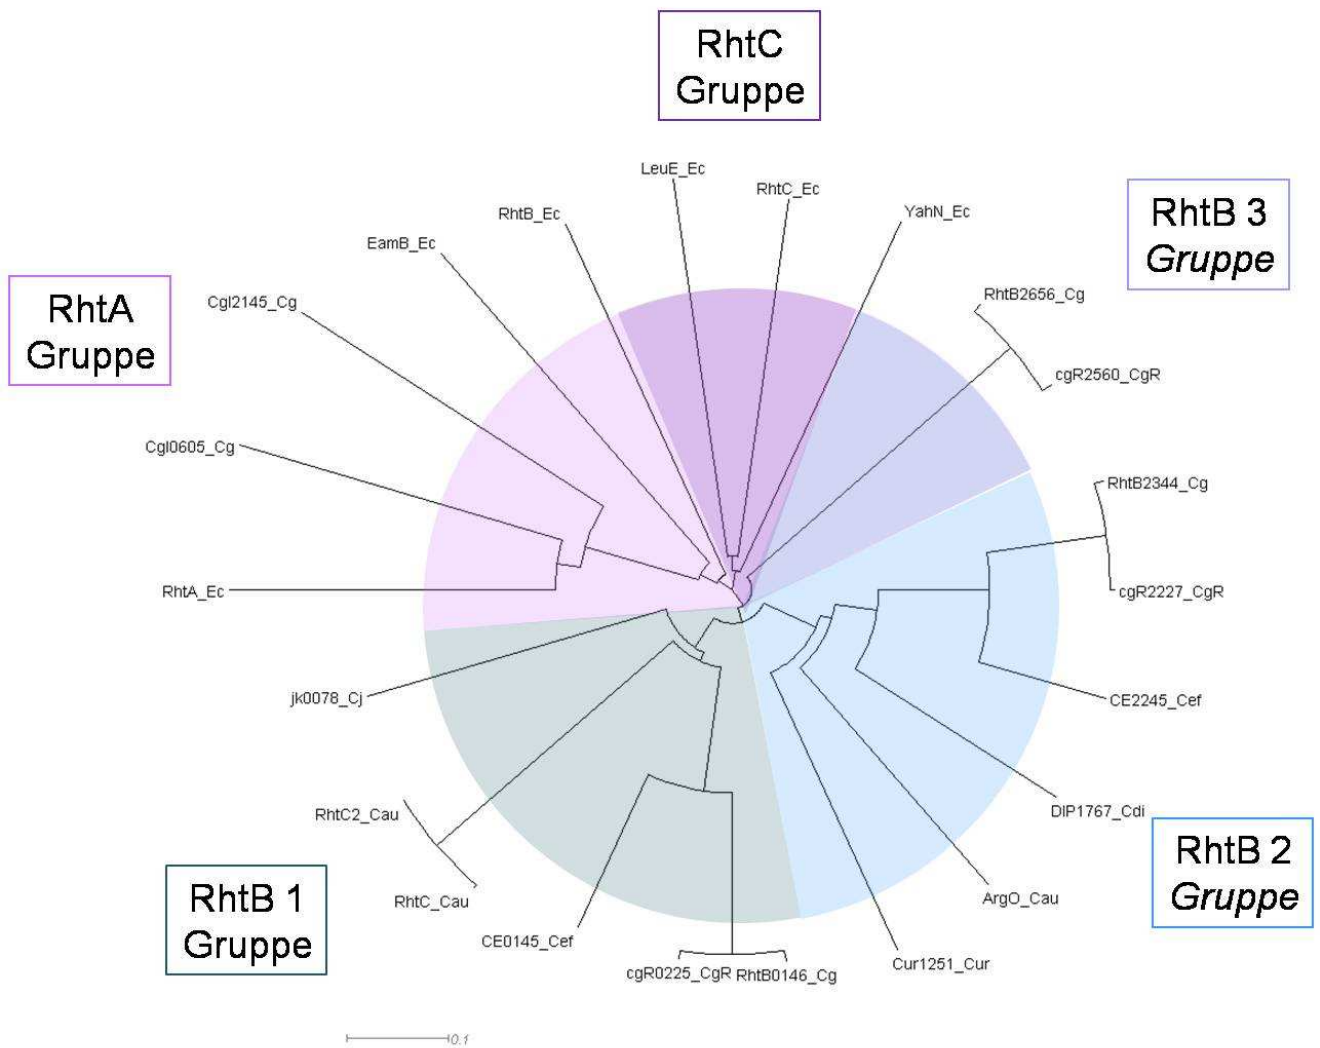 RhtC
Gruppe
LeuE_Ec
RhtC_Ec
RhtB_Ec
YahN_Ec
RhtB 3
Gruppe
EamB_Ec
RhtA
Gruppe
Cgl2145_Cg
RhtB2656_Cg
cgR2560_CgR
Cgl0605_Cg
RhtB2344_Cg
RhtA_Ec
cgR2227_CgR
jk0078_Cj
CE2245_Cef
RhtC2_Cau
DIP1767_Cdi
RhtB 2
Gruppe
RhtB 1
Gruppe
RhtC_Cau
ArgO_Cau
CE0145_Cef
Cur1251_Cur
cgR0225_CgR RhtB0146_Cg
0.1